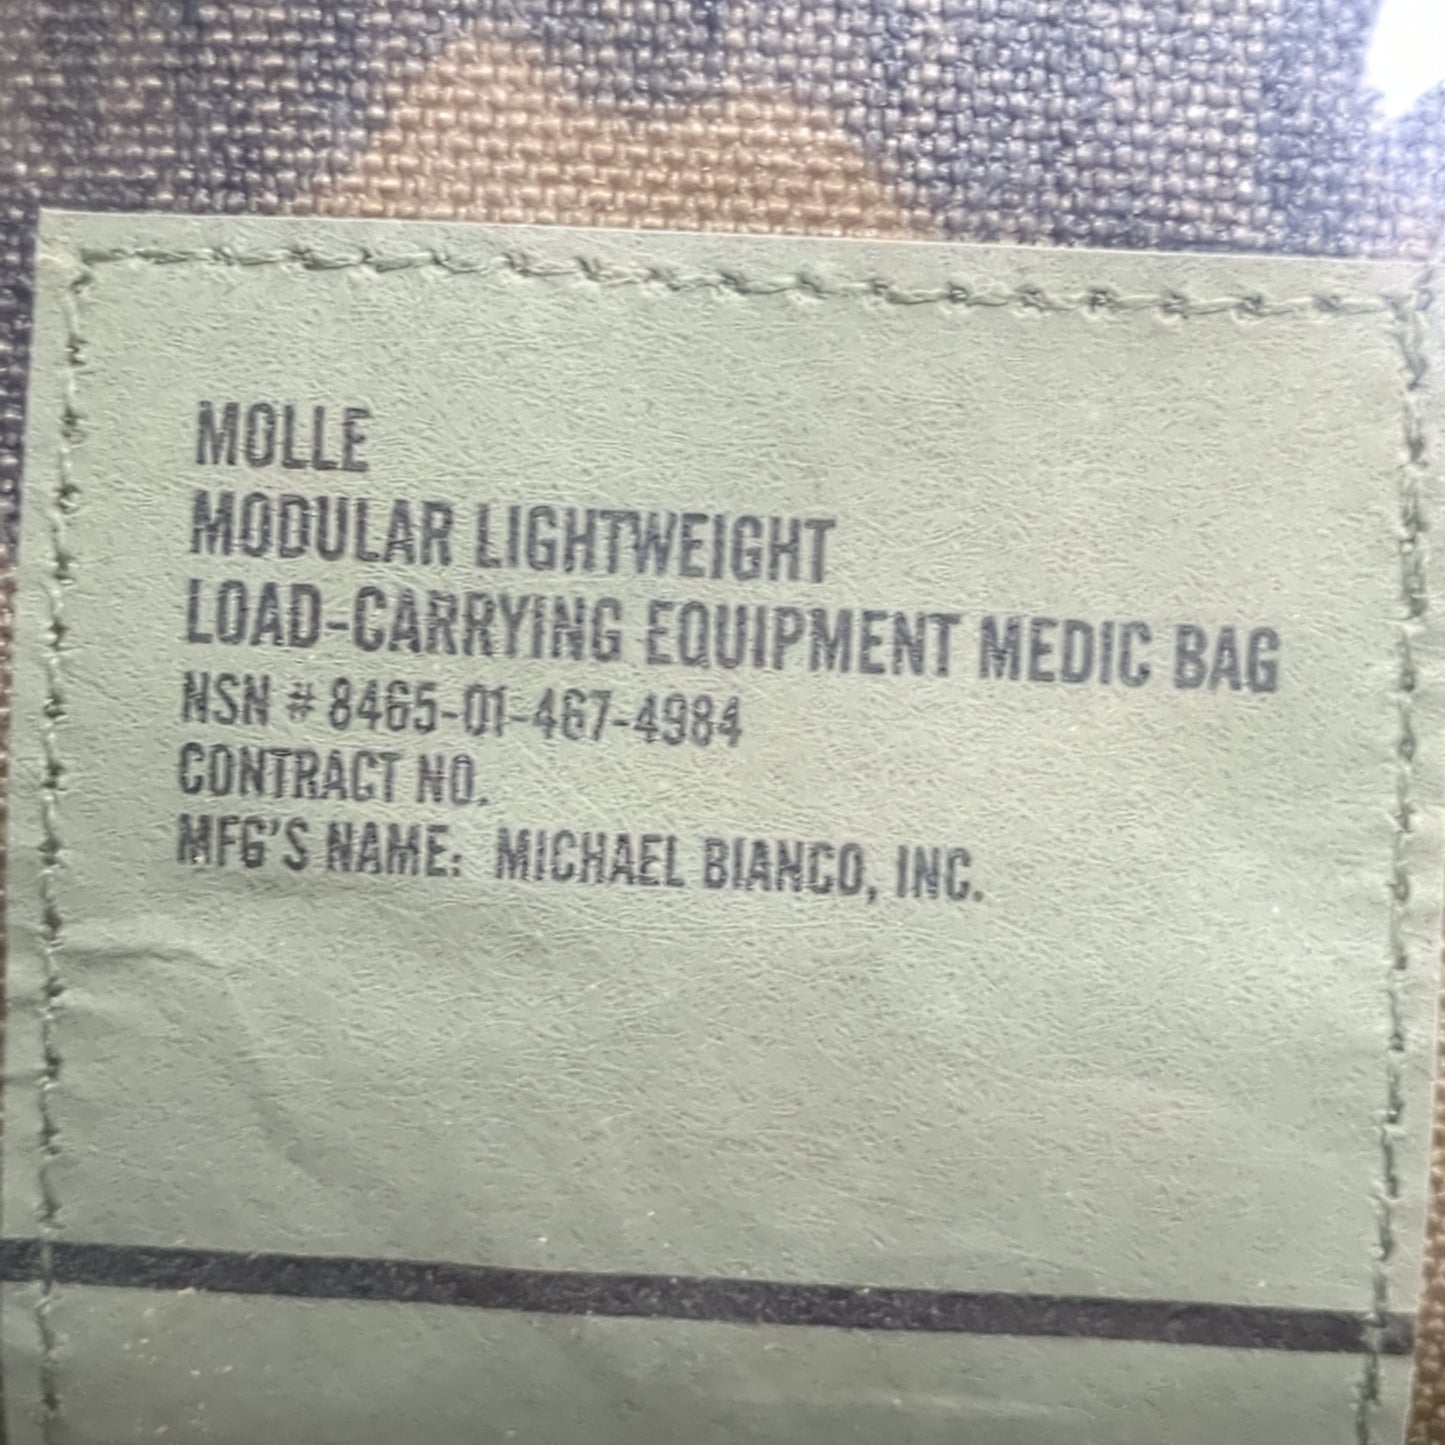 MOLLE
MODULAR LIGHTWEIGHT
LOAD-CARRYING EQUIPMENT MEDIC BAG
NSN # 8465-01-467-4984
CONTRACT NO.
MFG'S NAME: MICHAEL BIANCO, INC.